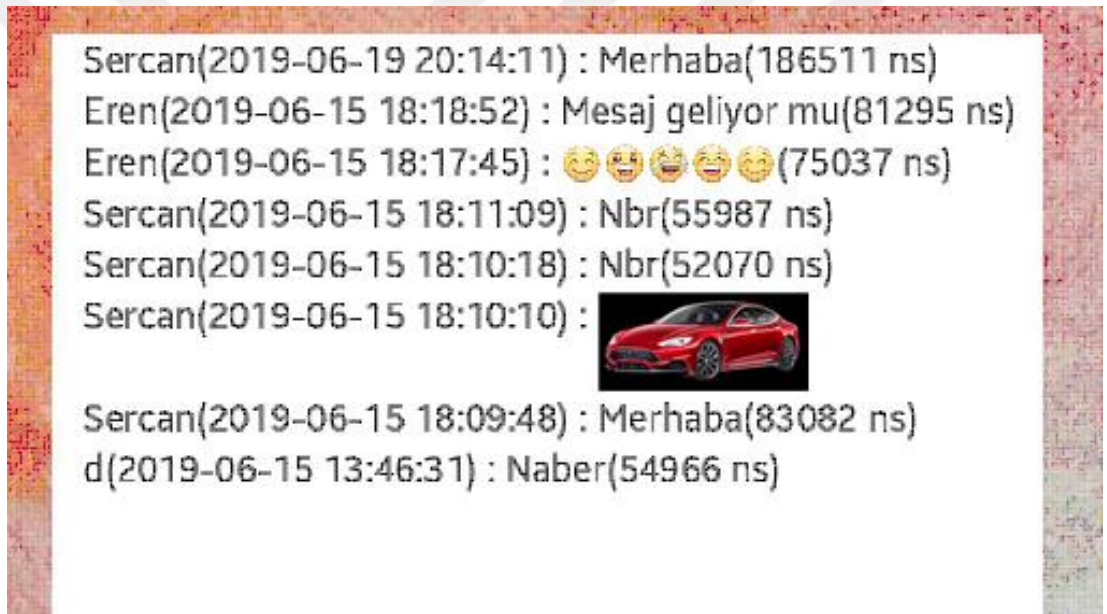 Sercan(2019-06-19 20:14:11) : Merhaba(186511 ns)
Eren(2019-06-15 18:18:52) : Mesaj geliyor mu(81295 ns)
Eren(2019-06-15 18:17:45) : 😊😀😆😄😊(75037 ns)
Sercan(2019-06-15 18:11:09) : Nbr(55987 ns)
Sercan(2019-06-15 18:10:18) : Nbr(52070 ns)
Sercan(2019-06-15 18:10:10) :
Sercan(2019-06-15 18:09:48) : Merhaba(83082 ns)
d(2019-06-15 13:46:31) : Naber(54966 ns)